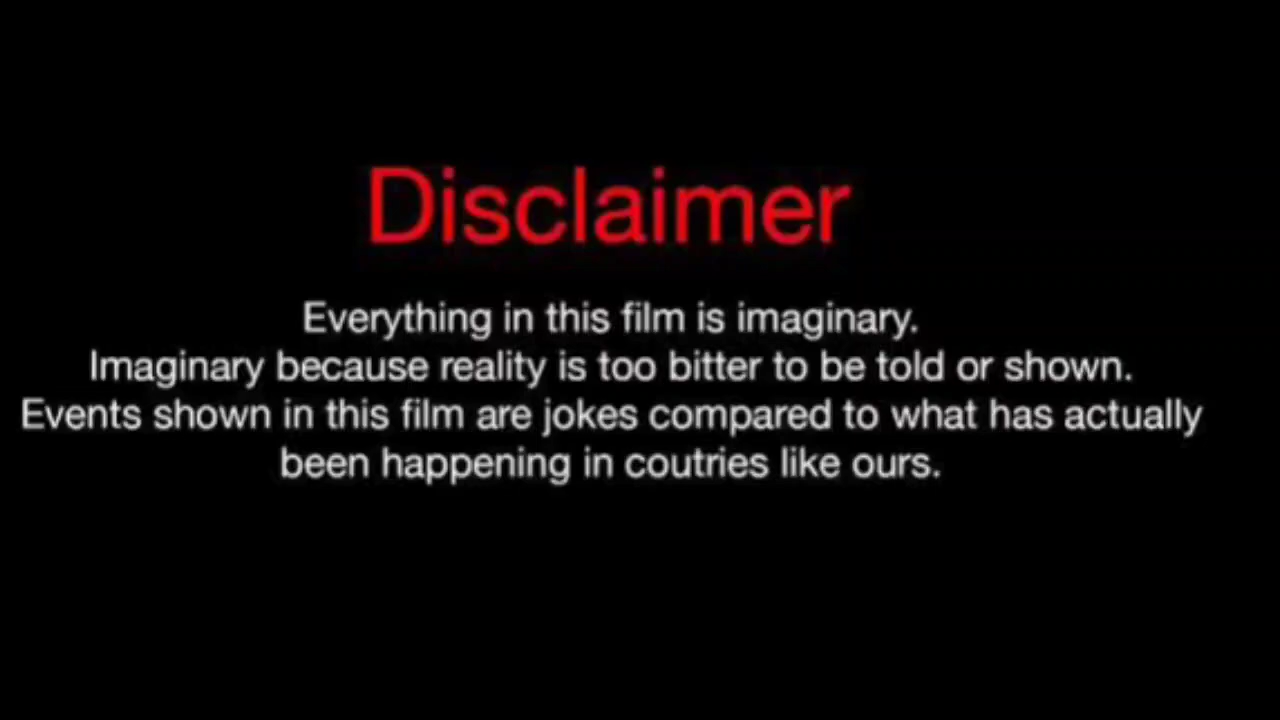 Disclaimer
Everything in this film is imaginary.
Imaginary because reality is too bitter to be told or shown.
Events shown in this film are jokes compared to what has actually
been happening in coutries like ours.